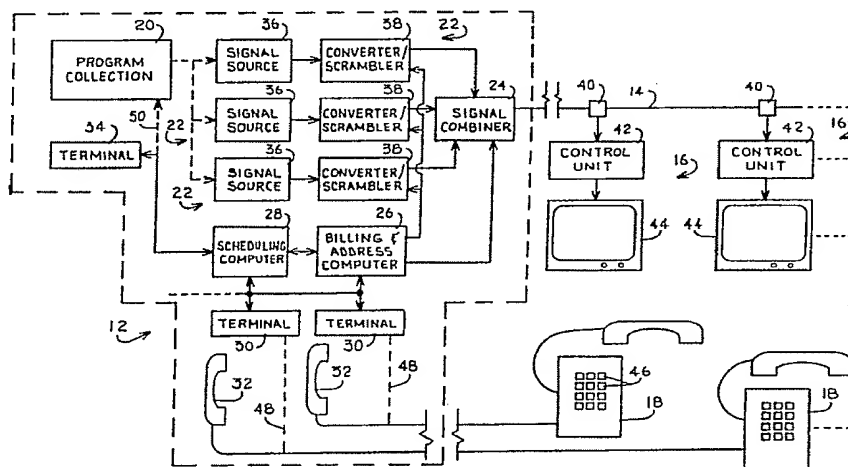 20
PROGRAM
COLLECTION
36
SIGNAL
SOURCE
38
CONVERTER/
SCRAMBLER
22
50
22
34
TERMINAL
36
SIGNAL
SOURCE
38
CONVERTER/
SCRAMBLER
24
SIGNAL
COMBINER
40
14
40
36
SIGNAL
SOURCE
38
CONVERTER/
SCRAMBLER
22
42
CONTROL
UNIT
16
42
CONTROL
UNIT
16
28
SCHEDULING
COMPUTER
26
BILLING &
ADDRESS
COMPUTER
44
44
12
TERMINAL
30
TERMINAL
30
32
48
32
48
46
18
18